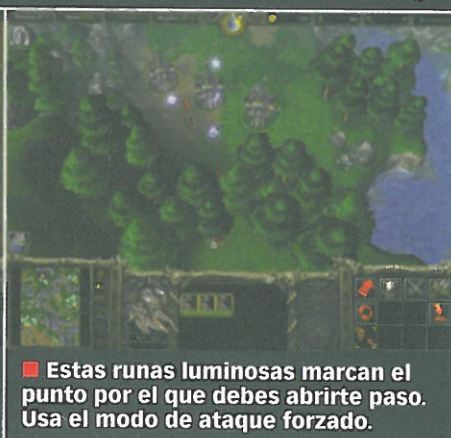 Estas runas luminosas marcan el
punto por el que debes abrirte paso.
Usa el modo de ataque forzado.